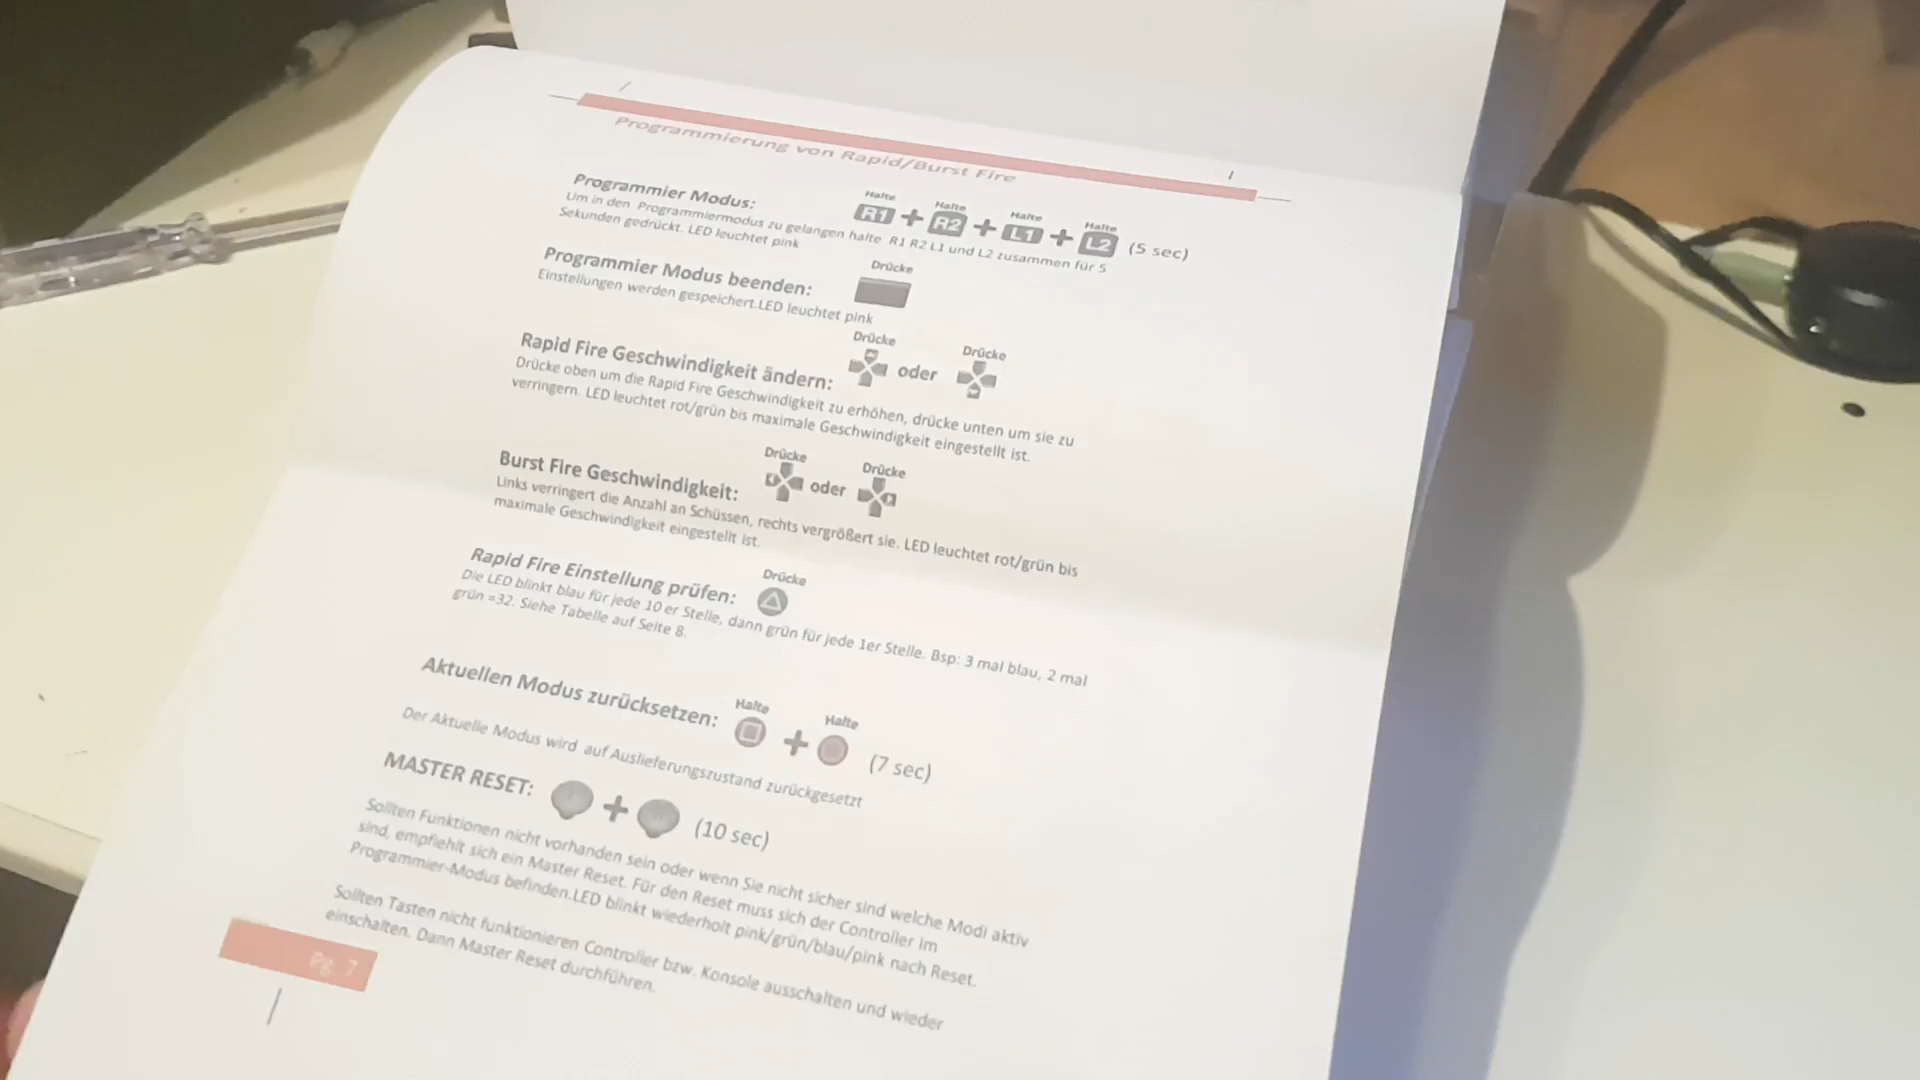 Programmierung von Rapid/Burst Fire
Programmier Modus:
Halte Halte Halte Halte
R1 + R2 + L1 + L2 (5 sec)
Um in den Programmiermodus zu gelangen halte R1 R2 L1 und L2 zusammen für 5
Sekunden gedrückt. LED leuchtet pink
Programmier Modus beenden:
Drücke
Einstellungen werden gespeichert.LED leuchtet pink
Rapid Fire Geschwindigkeit ändern:
Drücke oder Drücke
Drücke oben um die Rapid Fire Geschwindigkeit zu erhöhen, drücke unten um sie zu
verringern. LED leuchtet rot/grün bis maximale Geschwindigkeit eingestellt ist.
Burst Fire Geschwindigkeit:
Drücke oder Drücke
Links verringert die Anzahl an Schüssen, rechts vergrößert sie. LED leuchtet rot/grün bis
maximale Geschwindigkeit eingestellt ist.
Rapid Fire Einstellung prüfen:
Drücke
Die LED blinkt blau für jede 10 er Stelle, dann grün für jede 1er Stelle. Bsp: 3 mal blau, 2 mal
grün =32. Siehe Tabelle auf Seite 8.
Aktuellen Modus zurücksetzen:
Halte + Halte (7 sec)
Der Aktuelle Modus wird auf Auslieferungszustand zurückgesetzt
MASTER RESET: + (10 sec)
Sollten Funktionen nicht vorhanden sein oder wenn Sie nicht sicher sind welche Modi aktiv
sind, empfiehlt sich ein Master Reset. Für den Reset muss sich der Controller im
Programmier-Modus befinden.LED blinkt wiederholt pink/grün/blau/pink nach Reset.
Sollten Tasten nicht funktionieren Controller bzw. Konsole ausschalten und wieder
einschalten. Dann Master Reset durchführen.
Pg. 7